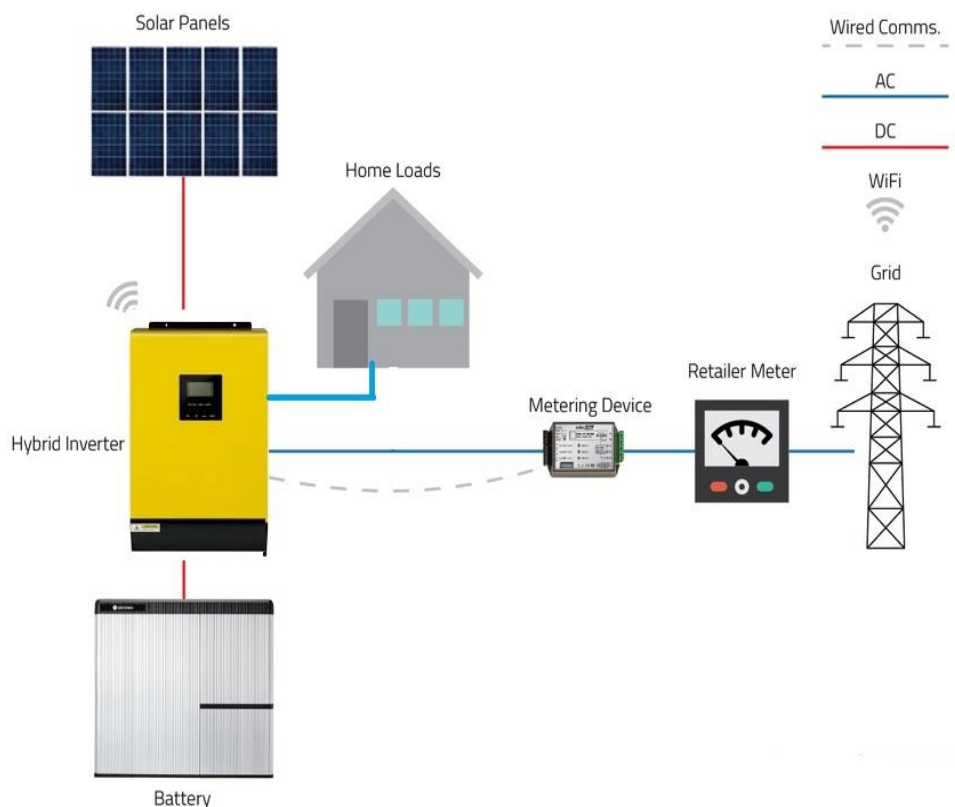 Solar Panels
Wired Comms.
AC
DC
Home Loads
WiFi
Grid
Retailer Meter
Metering Device
Hybrid Inverter
Battery